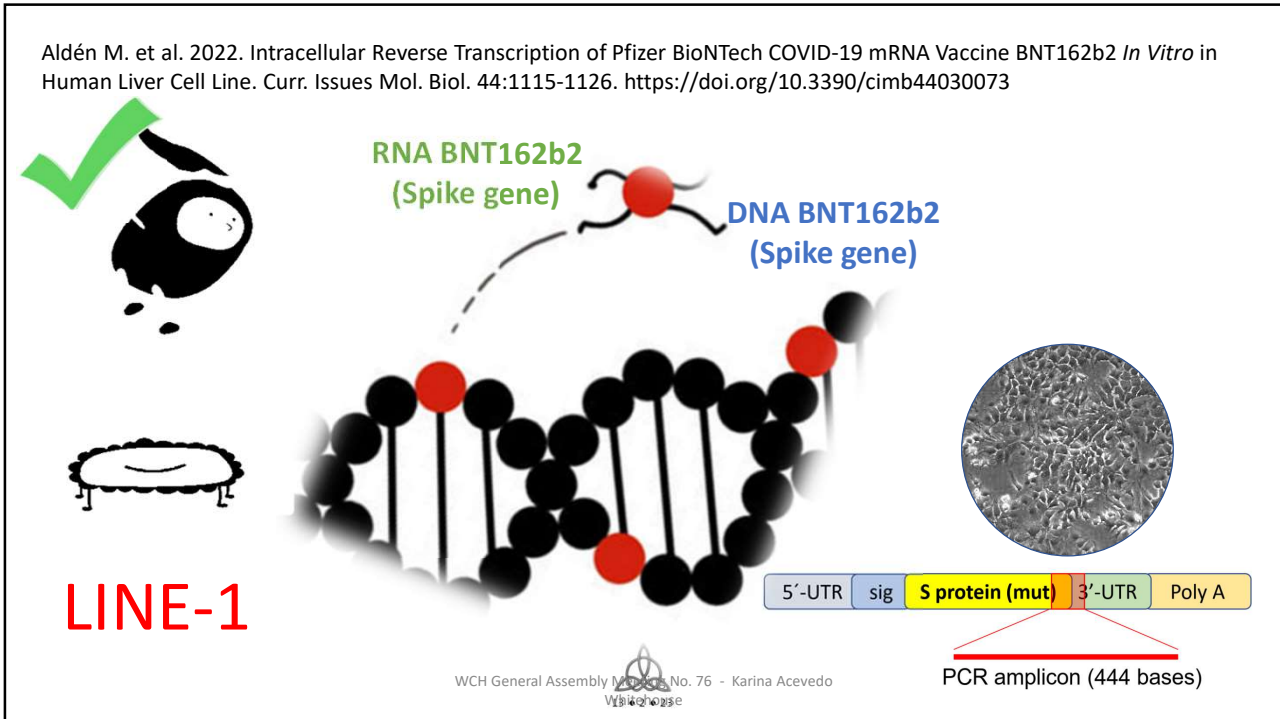 Aldén M. et al. 2022. Intracellular Reverse Transcription of Pfizer BioNTech COVID-19 mRNA Vaccine BNT162b2 In Vitro in
Human Liver Cell Line. Curr. Issues Mol. Biol. 44:1115-1126. https://doi.org/10.3390/cimb44030073
RNA BNT162b2
(Spike gene)
DNA BNT162b2
(Spike gene)
LINE-1
5´-UTR sig S protein (mut) 3’-UTR Poly A
PCR amplicon (444 bases)
WCH General Assembly Meeting No. 76 - Karina Acevedo
Whitehouse